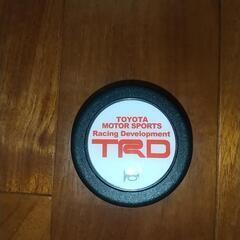 TOYOTA
MOTOR SPORTS
Racing Development
TRD